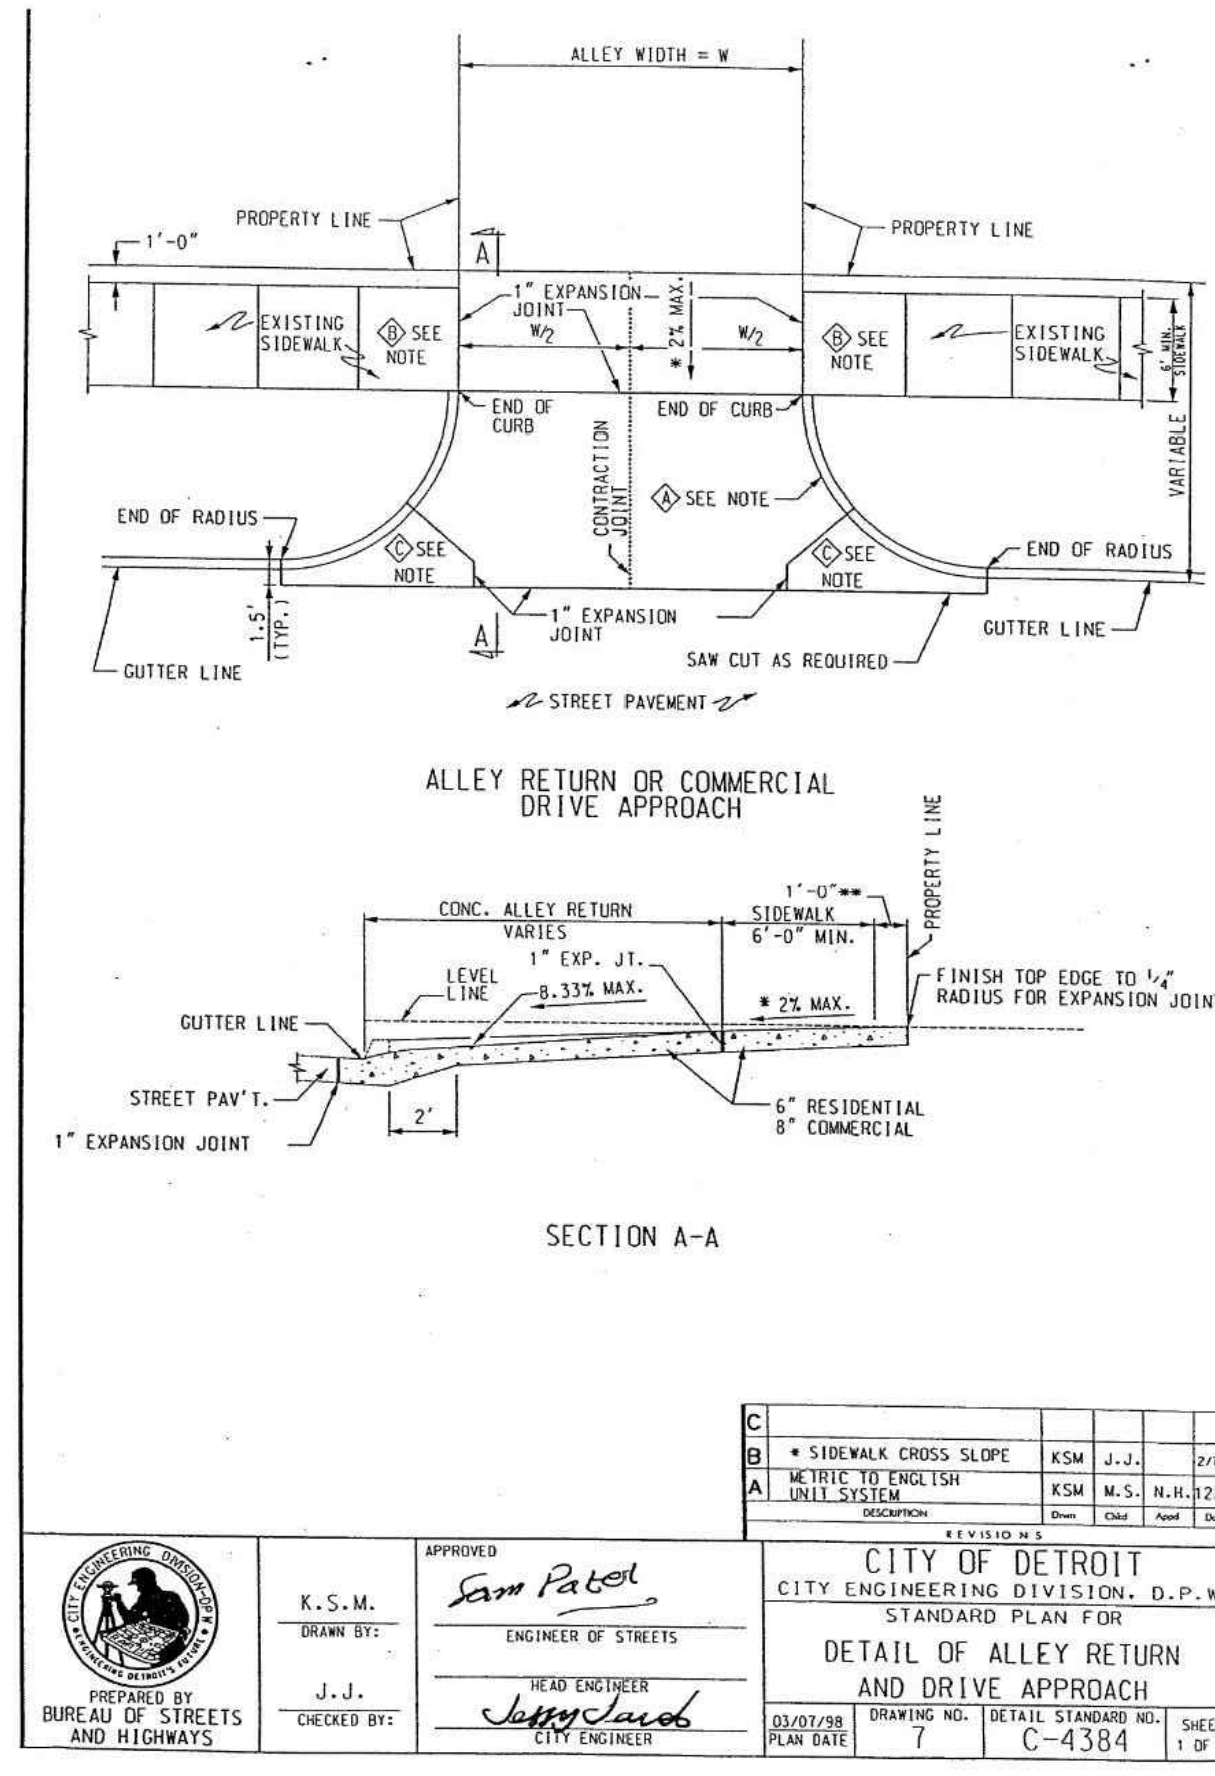 ALLEY WIDTH = W
PROPERTY LINE
PROPERTY LINE
1'-0"
A
1" EXPANSION
JOINT
* 2% MAX.
W/2
W/2
EXISTING
SIDEWALK
B SEE
NOTE
B SEE
NOTE
EXISTING
SIDEWALK
6' MIN.
SIDEWALK
END OF
CURB
END OF CURB
CONTRACTION
JOINT
VARIABLE
A SEE NOTE
END OF RADIUS
C SEE
NOTE
C SEE
NOTE
END OF RADIUS
1.5'
(TYP.)
1" EXPANSION
JOINT
A
GUTTER LINE
GUTTER LINE
SAW CUT AS REQUIRED
STREET PAVEMENT
ALLEY RETURN OR COMMERCIAL
DRIVE APPROACH
PROPERTY LINE
1'-0"**
CONC. ALLEY RETURN
VARIES
SIDEWALK
6'-0" MIN.
1" EXP. JT.
LEVEL
LINE
8.33% MAX.
* 2% MAX.
FINISH TOP EDGE TO 1/4"
RADIUS FOR EXPANSION JOIN
GUTTER LINE
STREET PAV'T.
2'
1" EXPANSION JOINT
6" RESIDENTIAL
8" COMMERCIAL
SECTION A-A
C
B * SIDEWALK CROSS SLOPE KSM J.J. 2/
A METRIC TO ENGLISH
UNIT SYSTEM KSM M.S. N.H. 12
DESCRIPTION Drwn Chkd Appd
REVISIONS
CITY ENGINEERING DIVISION-DPW
ENGINEERING DETROIT'S FUTURE
PREPARED BY
BUREAU OF STREETS
AND HIGHWAYS
K.S.M.
DRAWN BY:
J.J.
CHECKED BY:
APPROVED
Sam Patel
ENGINEER OF STREETS
HEAD ENGINEER
CITY ENGINEER
CITY OF DETROIT
CITY ENGINEERING DIVISION, D.P.W
STANDARD PLAN FOR
DETAIL OF ALLEY RETURN
AND DRIVE APPROACH
03/07/98
PLAN DATE
DRAWING NO.
7
DETAIL STANDARD NO.
C-4384
SHEE
1 OF